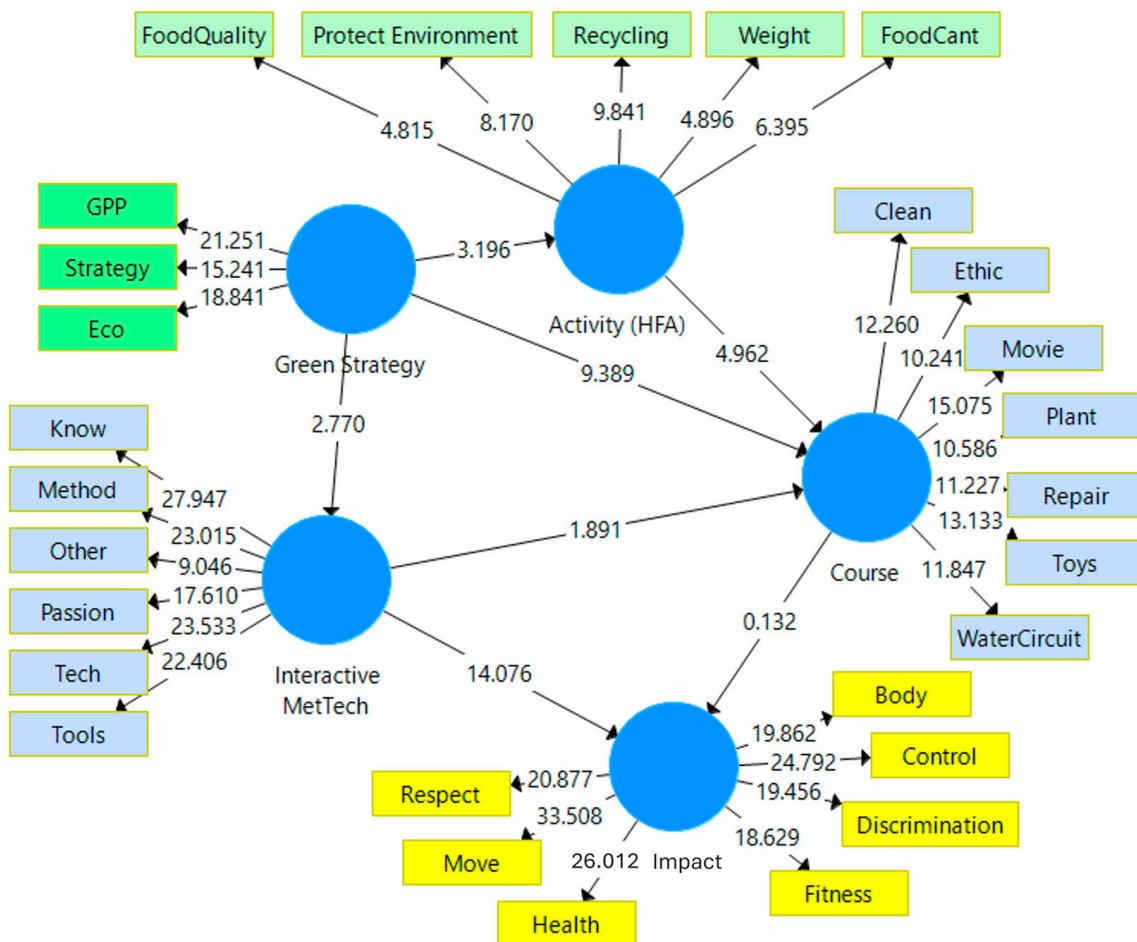 FoodQuality
Protect Environment
Recycling
Weight
FoodCant
4.815
8.170
9.841
4.896
6.395
GPP
Strategy
Eco
21.251
15.241
18.841
3.196
Green Strategy
Activity (HFA)
Clean
Ethic
Movie
Plant
Repair
Toys
WaterCircuit
12.260
10.241
15.075
10.586
11.227
13.133
11.847
4.962
9.389
2.770
Know
Method
Other
Passion
Tech
Tools
27.947
23.015
9.046
17.610
23.533
22.406
1.891
Course
Interactive
MetTech
14.076
0.132
Body
Control
Discrimination
Fitness
19.862
24.792
19.456
18.629
Respect
Move
Health
20.877
33.508
26.012
Impact